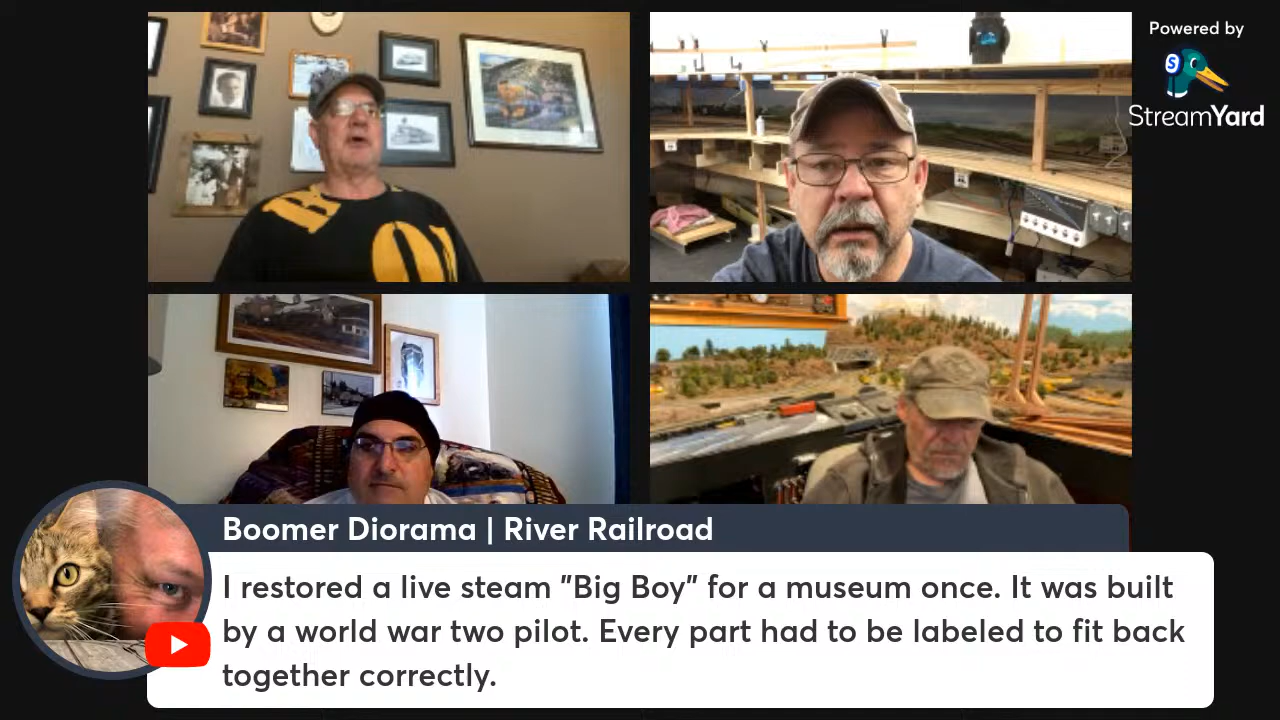 Powered by
StreamYard
Boomer Diorama | River Railroad
I restored a live steam "Big Boy" for a museum once. It was built
by a world war two pilot. Every part had to be labeled to fit back
together correctly.